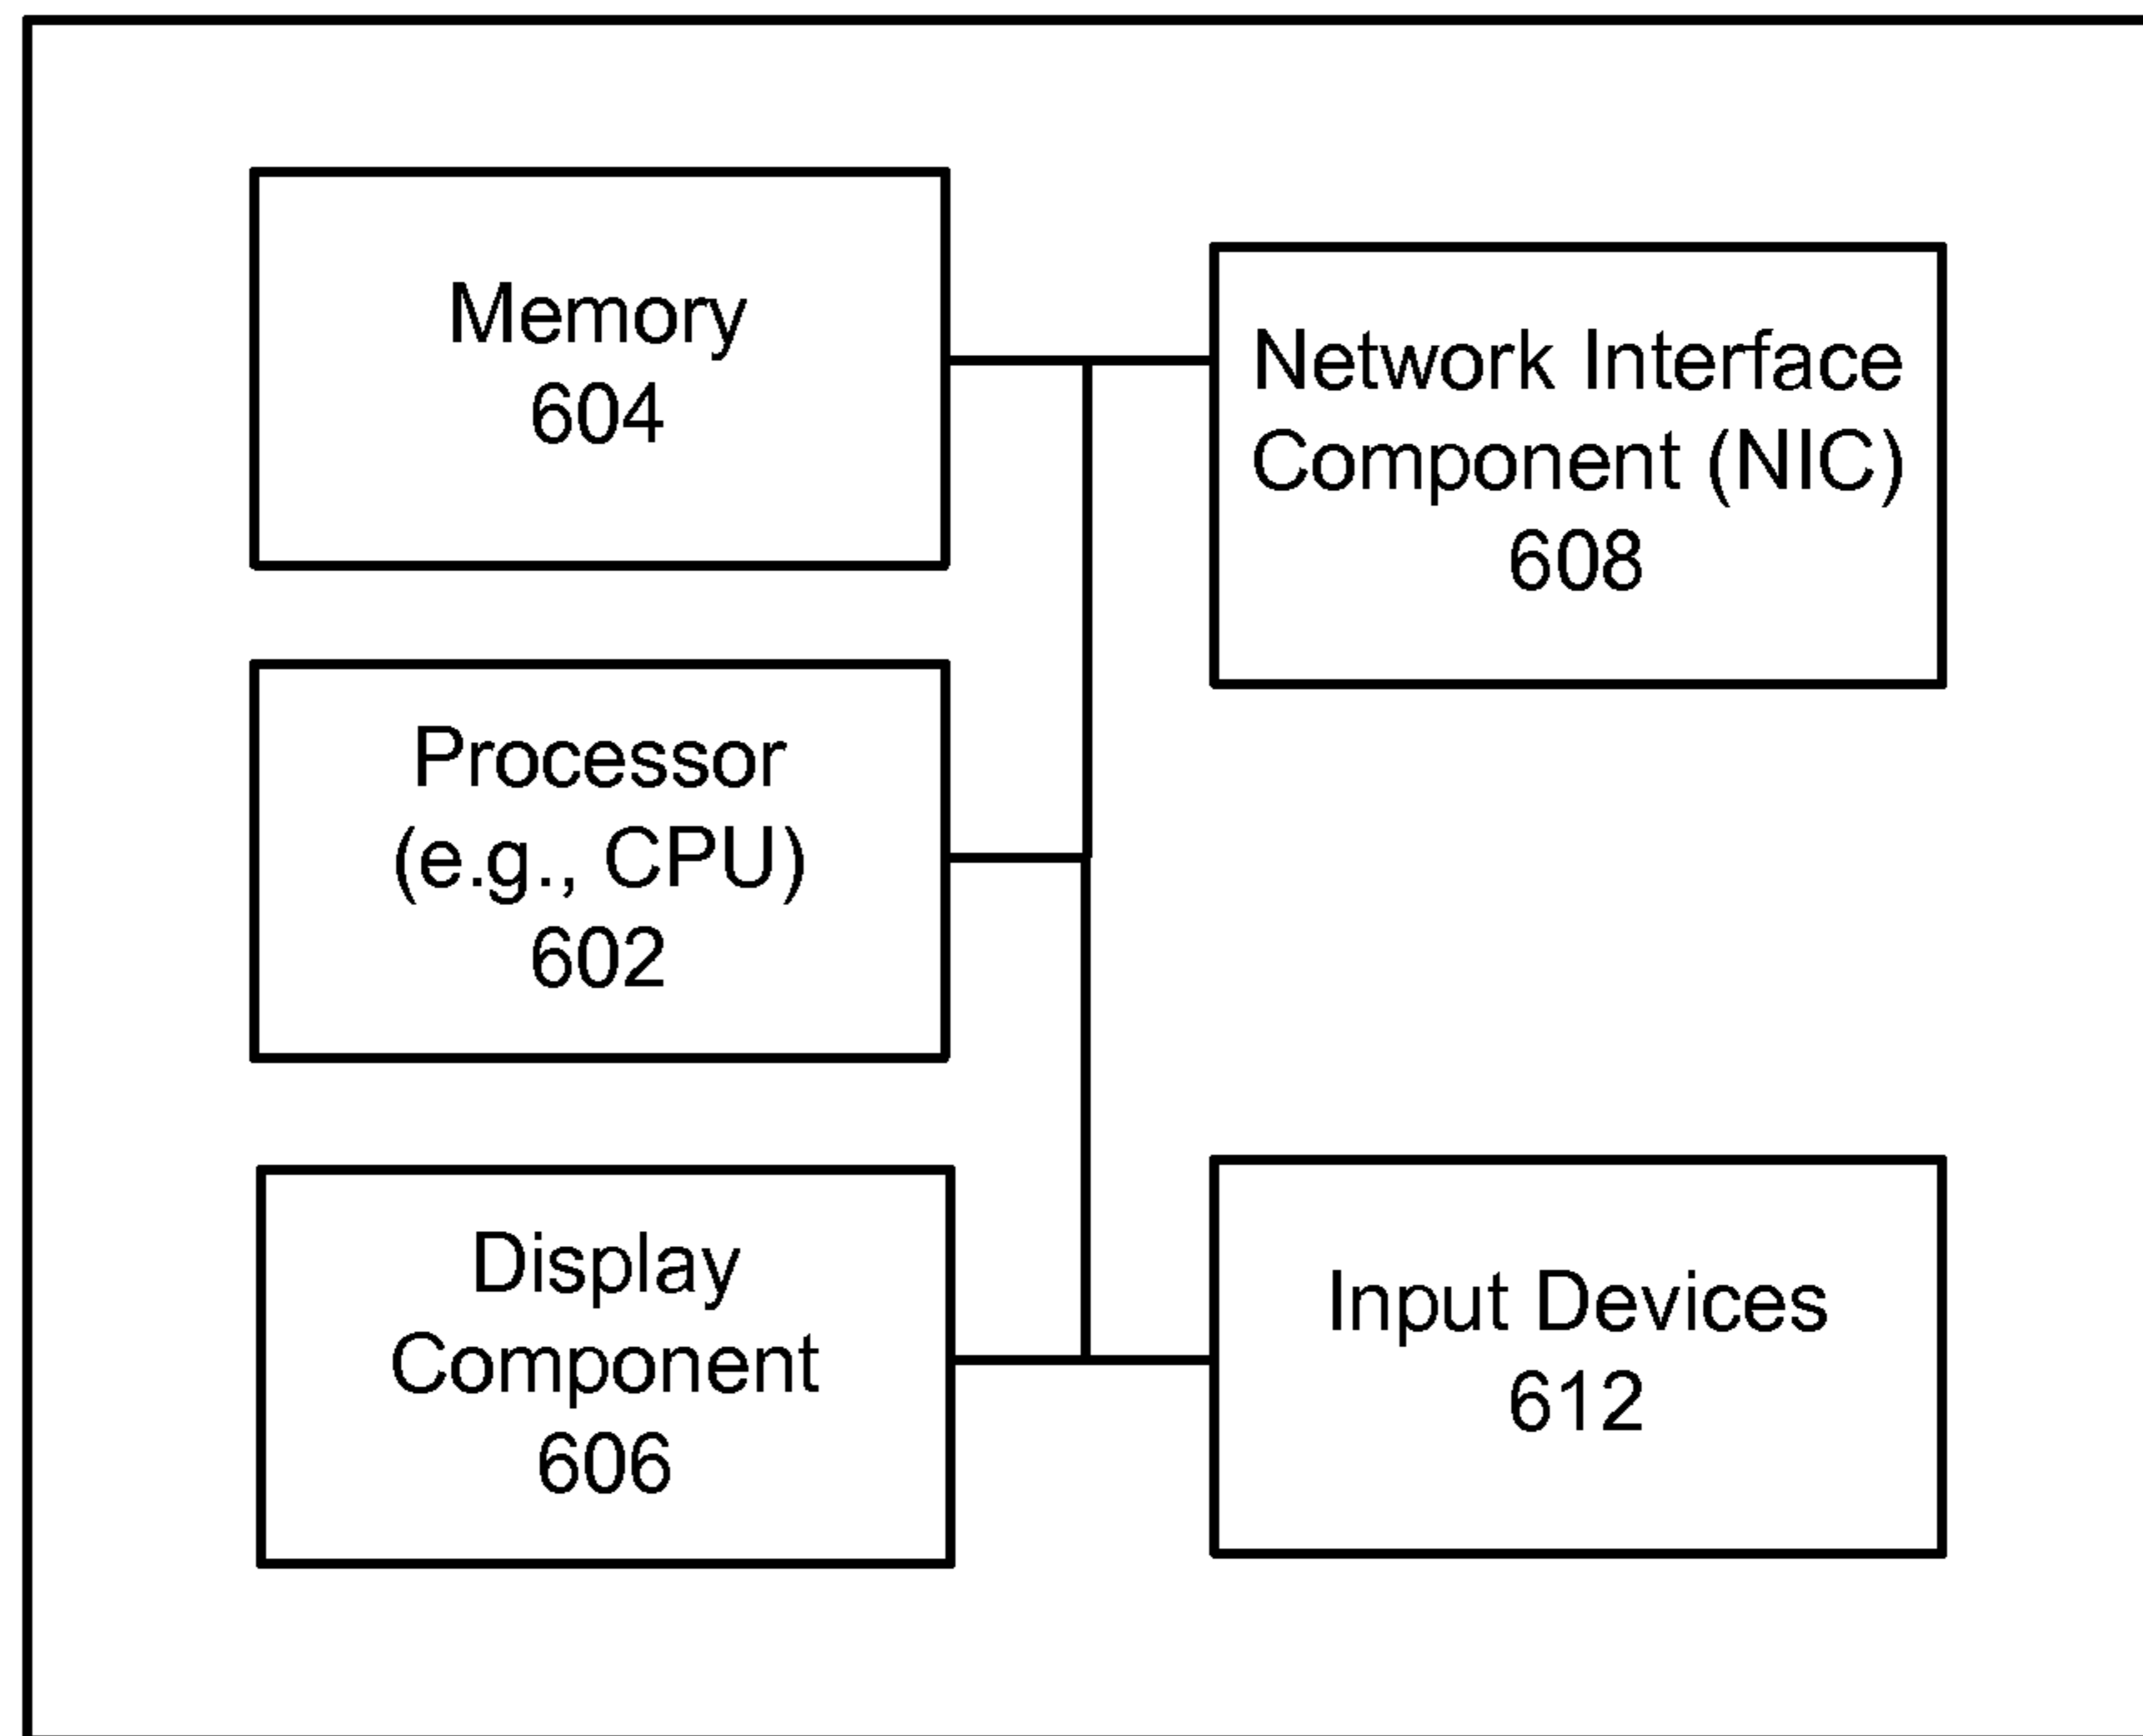 Memory
604
Network Interface
Component (NIC)
608
Processor
(e.g., CPU)
602
Display
Component
606
Input Devices
612